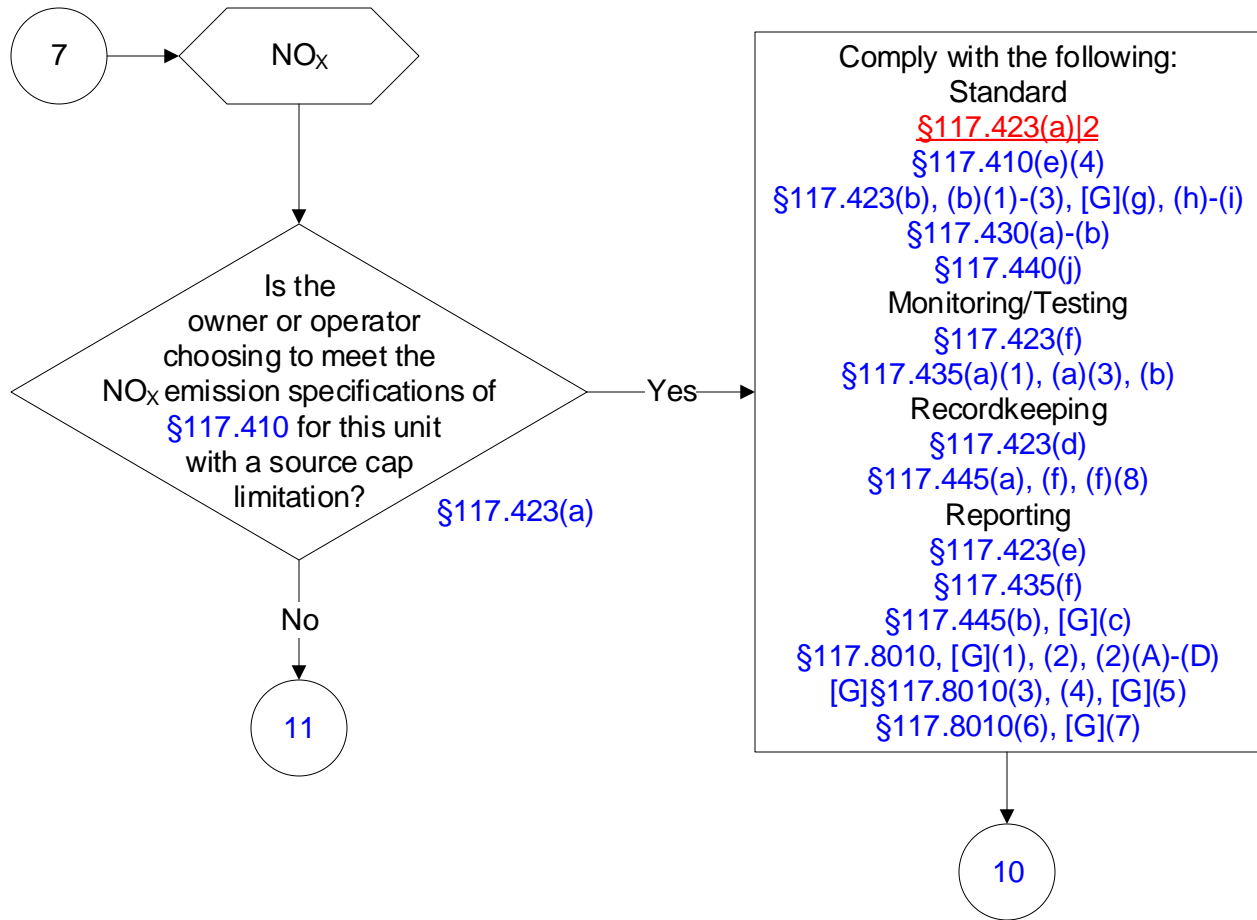 7
NOX
Is the
owner or operator
choosing to meet the
NOX emission specifications of
§117.410 for this unit
with a source cap
limitation?
§117.423(a)
Yes
No
11
Comply with the following:
Standard
§117.423(a)|2
§117.410(e)(4)
§117.423(b), (b)(1)-(3), [G](g), (h)-(i)
§117.430(a)-(b)
§117.440(j)
Monitoring/Testing
§117.423(f)
§117.435(a)(1), (a)(3), (b)
Recordkeeping
§117.423(d)
§117.445(a), (f), (f)(8)
Reporting
§117.423(e)
§117.435(f)
§117.445(b), [G](c)
§117.8010, [G](1), (2), (2)(A)-(D)
[G]§117.8010(3), (4), [G](5)
§117.8010(6), [G](7)
10